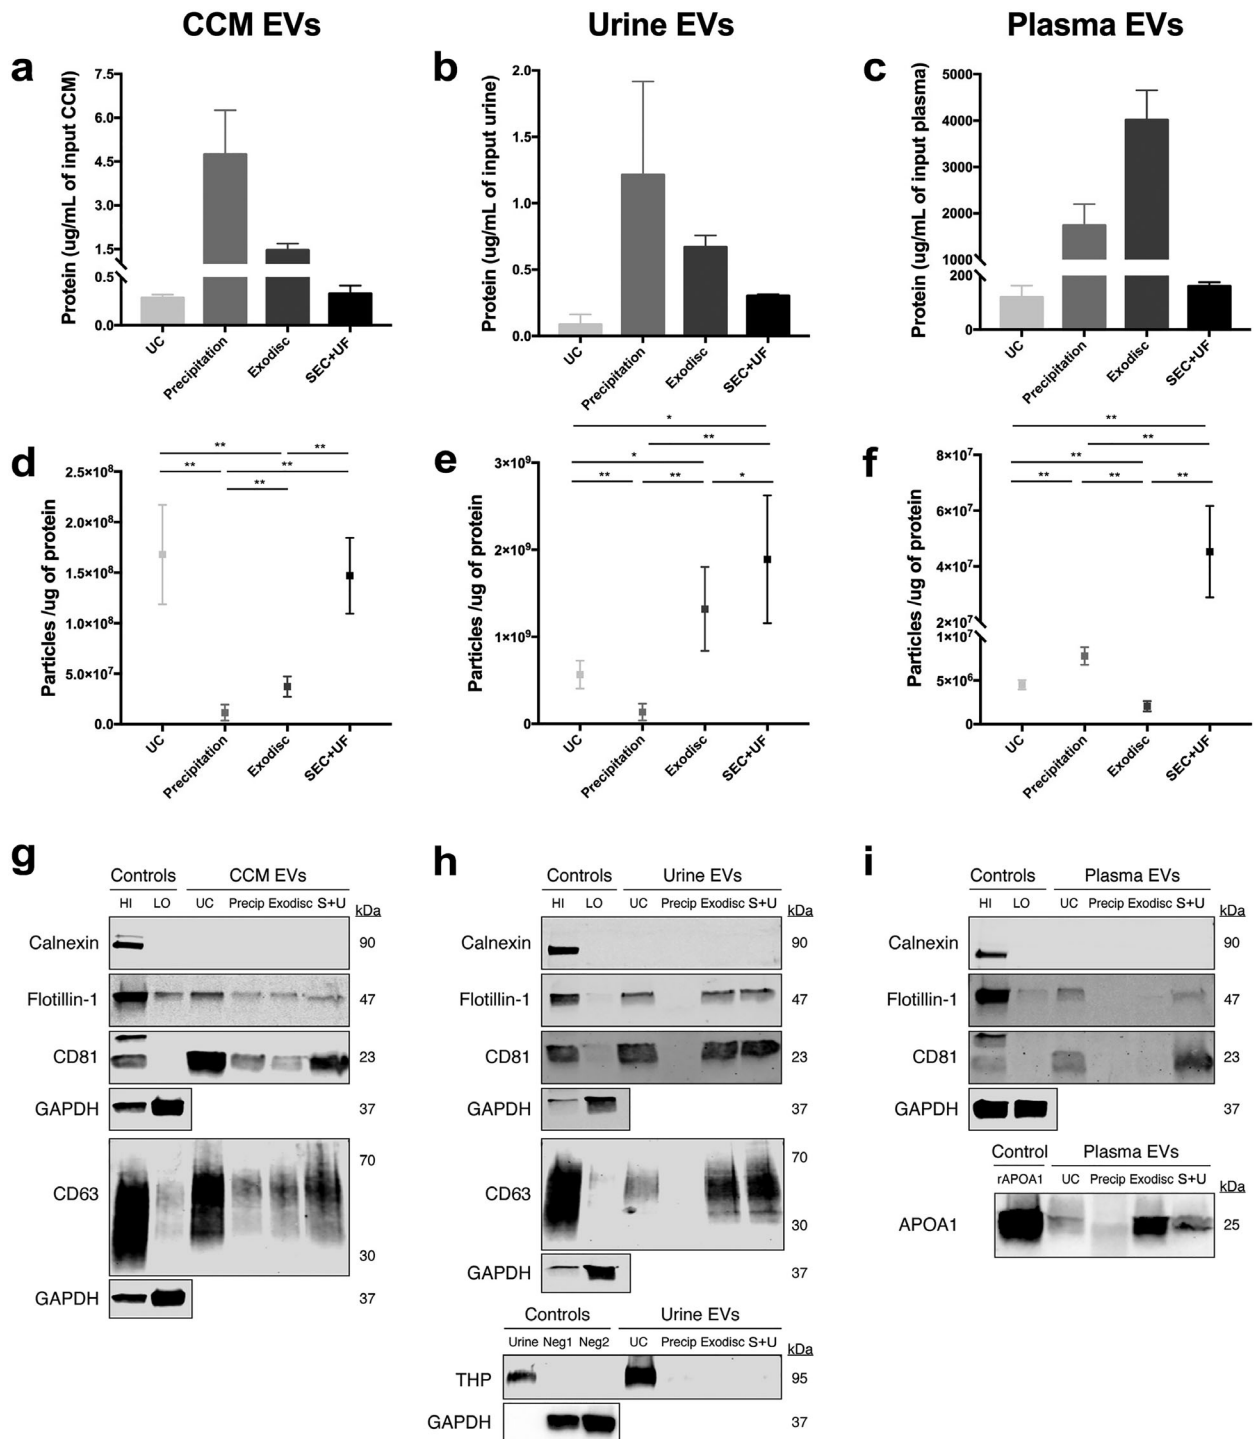 CCM EVs
Urine EVs
Plasma EVs
a
Protein (ug/mL of input CCM)
7.5
6.0
4.5
3.0
1.5
0.5
0.0
UC
Precipitation
Exodisc
SEC+UF
b
Protein (ug/mL of input urine)
2.0
1.5
1.0
0.5
0.0
UC
Precipitation
Exodisc
SEC+UF
c
Protein (ug/mL of input plasma)
5000
4000
3000
2000
1000
200
0
UC
Precipitation
Exodisc
SEC+UF
d
** **
** **
**
Particles /ug of protein
2.5×10⁸
2.0×10⁸
1.5×10⁸
1.0×10⁸
5.0×10⁷
0.0
UC
Precipitation
Exodisc
SEC+UF
e
*
**
*
** ** *
Particles /ug of protein
3×10⁹
2×10⁹
1×10⁹
0
UC
Precipitation
Exodisc
SEC+UF
f
**
**
**
** ** **
Particles /ug of protein
8×10⁷
6×10⁷
4×10⁷
2×10⁷
1×10⁷
5×10⁶
0
UC
Precipitation
Exodisc
SEC+UF
g
Controls CCM EVs
HI LO UC Precip Exodisc S+U kDa
Calnexin 90
Flotillin-1 47
CD81 23
GAPDH 37
CD63 70
30
GAPDH 37
h
Controls Urine EVs
HI LO UC Precip Exodisc S+U kDa
Calnexin 90
Flotillin-1 47
CD81 23
GAPDH 37
CD63 70
30
GAPDH 37
Controls Urine EVs
Urine Neg1 Neg2 UC Precip Exodisc S+U kDa
THP 95
GAPDH 37
i
Controls Plasma EVs
HI LO UC Precip Exodisc S+U kDa
Calnexin 90
Flotillin-1 47
CD81 23
GAPDH 37
Control Plasma EVs
rAPOA1 UC Precip Exodisc S+U kDa
APOA1 25